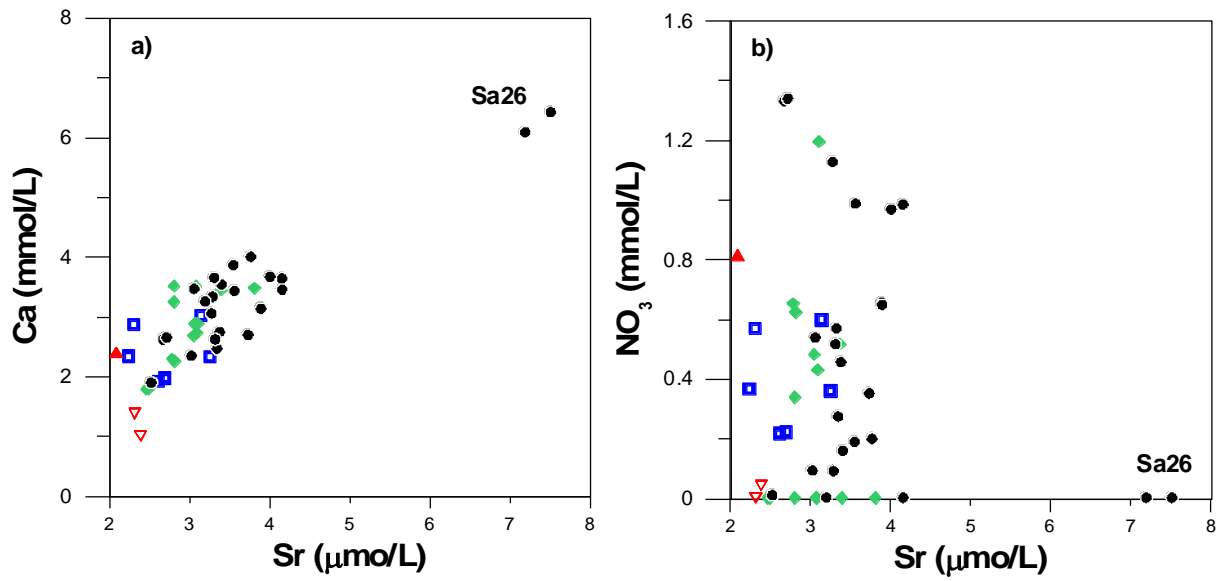 a)
Sa26
Ca (mmol/L)
8
6
4
2
0
2 3 4 5 6 7 8
Sr (μmo/L)
b)
Sa26
NO3 (mmol/L)
1.6
1.2
0.8
0.4
0
2 3 4 5 6 7 8
Sr (μmo/L)